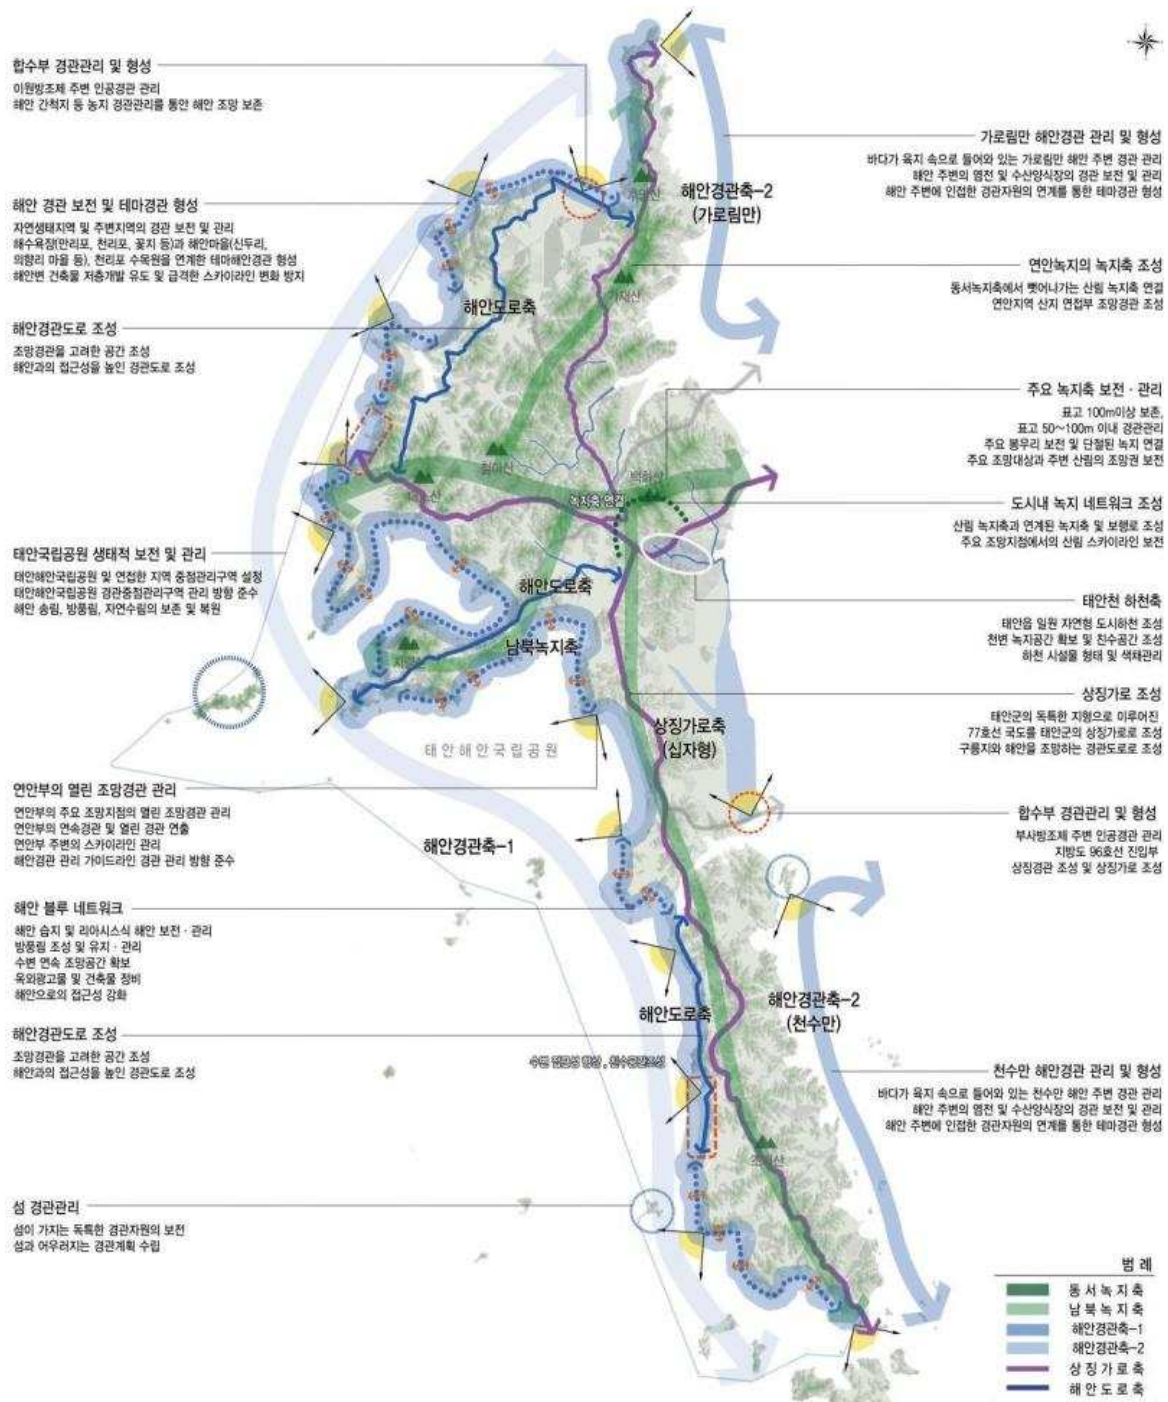 합수부 경관관리 및 형성
이원방조제 주변 인공경관 관리
해안 간척지 등 농지 경관관리를 통안 해안 조망 보존
해안 경관 보전 및 테마경관 형성
자연생태지역 및 주변지역의 경관 보전 및 관리
해수욕장(만리포, 천리포, 꽃지 등)과 해안마을(신두리,
의항리 마을 등), 천리포 수목원을 연계한 테마해안경관 형성
해안변 건축물 저층개발 유도 및 급격한 스카이라인 변화 방지
해안경관도로 조성
조망경관을 고려한 공간 조성
해안과의 접근성을 높인 경관도로 조성
태안국립공원 생태적 보전 및 관리
태안해안국립공원 및 연접한 지역 중점관리구역 설정
태안해안국립공원 경관중점관리구역 관리 방향 준수
해안 송림, 방풍림, 자연수림의 보존 및 복원
연안부의 열린 조망경관 관리
연안부의 주요 조망지점의 열린 조망경관 관리
연안부의 연속경관 및 열린 경관 연출
연안부 주변의 스카이라인 관리
해안경관 관리 가이드라인 경관 관리 방향 준수
해안 블루 네트워크
해안 습지 및 리아시스식 해안 보전 · 관리
방풍림 조성 및 유지 · 관리
수변 연속 조망공간 확보
옥외광고물 및 건축물 정비
해안으로의 접근성 강화
해안경관도로 조성
조망경관을 고려한 공간 조성
해안과의 접근성을 높인 경관도로 조성
섬 경관관리
섬이 가지는 독특한 경관자원의 보전
섬과 어우러지는 경관계획 수립
해안경관축-2
(가로림만)
해안도로축
백화산
녹지축 연결
해안도로축
남북녹지축
태안해안국립공원
상징가로축
(십자형)
해안경관축-1
해안도로축
해안경관축-2
(천수만)
가로림만 해안경관 관리 및 형성
바다가 육지 속으로 들어와 있는 가로림만 해안 주변 경관 관리
해안 주변의 염전 및 수산양식장의 경관 보전 및 관리
해안 주변에 인접한 경관자원의 연계를 통한 테마경관 형성
연안녹지의 녹지축 조성
동서녹지축에서 뻗어나가는 산림 녹지축 연결
연안지역 산지 연접부 조망경관 조성
주요 녹지축 보전 · 관리
표고 100m이상 보존,
표고 50~100m 이내 경관관리
주요 봉우리 보전 및 단절된 녹지 연결
주요 조망대상과 주변 산림의 조망권 보전
도시내 녹지 네트워크 조성
산림 녹지축과 연계된 녹지축 및 보행로 조성
주요 조망지점에서의 산림 스카이라인 보전
태안천 하천축
태안읍 일원 자연형 도시하천 조성
천변 녹지공간 확보 및 친수공간 조성
하천 시설물 형태 및 색채관리
상징가로 조성
태안군의 독특한 지형으로 이루어진
77호선 국도를 태안군의 상징가로로 조성
구릉지와 해안을 조망하는 경관도로로 조성
합수부 경관관리 및 형성
부사방조제 주변 인공경관 관리
지방도 96호선 진입부
상징경관 조성 및 상징가로 조성
천수만 해안경관 관리 및 형성
바다가 육지 속으로 들어와 있는 천수만 해안 주변 경관 관리
해안 주변의 염전 및 수산양식장의 경관 보전 및 관리
해안 주변에 인접한 경관자원의 연계를 통한 테마경관 형성
범 례
동서녹지축
남북녹지축
해안경관축-1
해안경관축-2
상징가로축
해안도로축